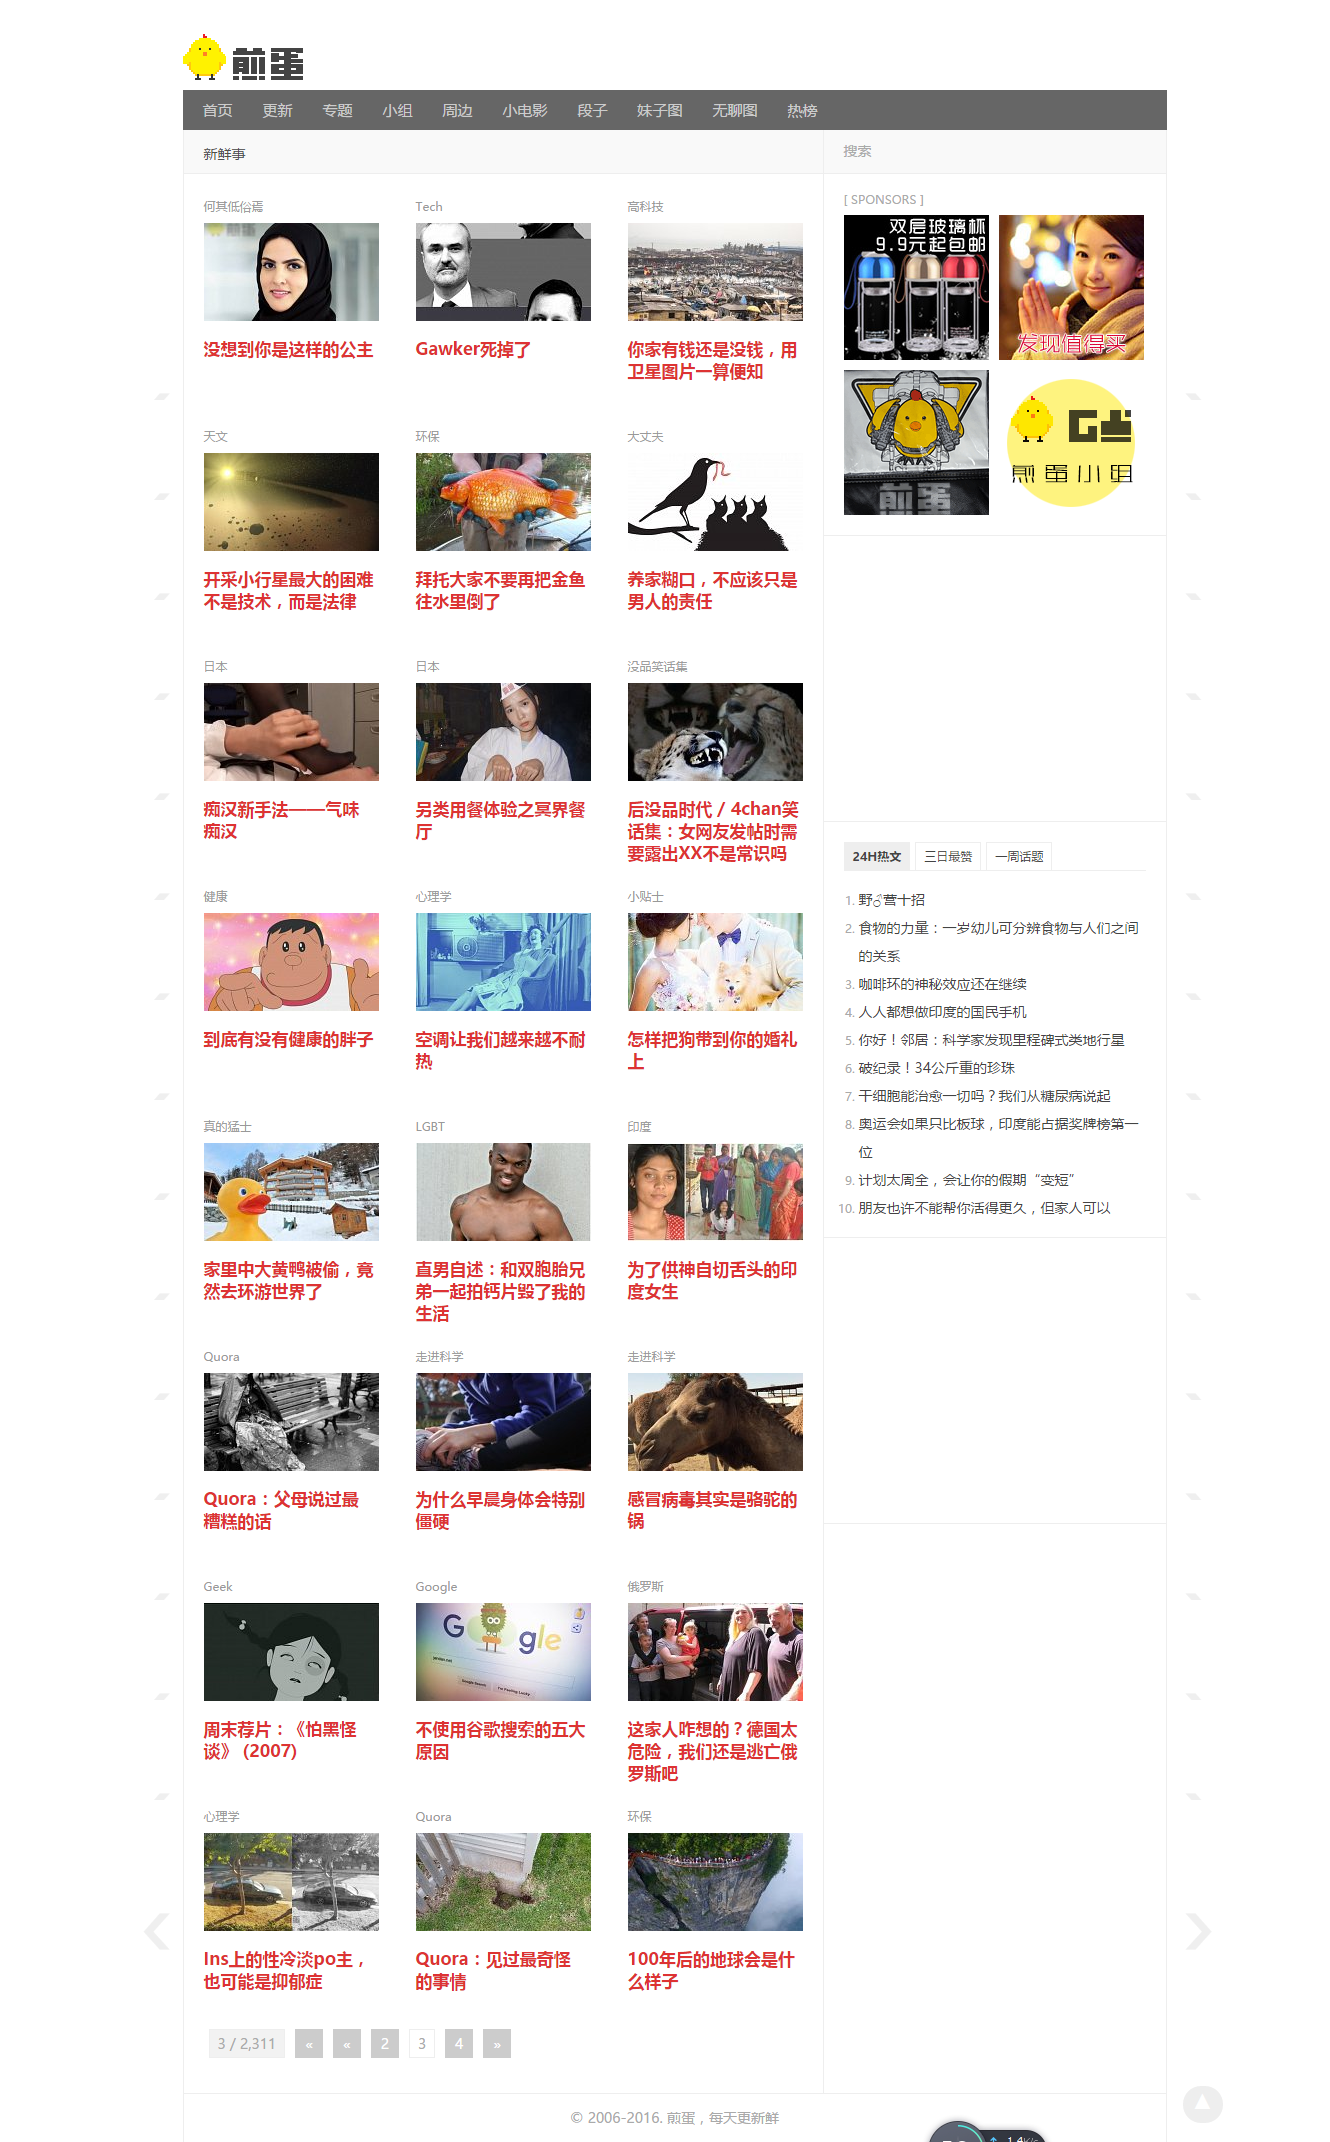 煎蛋
首页 更新 专题 小组 周边 小电影 段子 妹子图 无聊图 热榜
新鲜事
搜索
何其低俗焉
没想到你是这样的公主
Tech
Gawker死掉了
高科技
你家有钱还是没钱，用
卫星图片一算便知
天文
开采小行星最大的困难
不是技术，而是法律
环保
拜托大家不要再把金鱼
往水里倒了
大丈夫
养家糊口，不应该只是
男人的责任
日本
痴汉新手法——气味
痴汉
日本
另类用餐体验之冥界餐
厅
没品笑话集
后没品时代 / 4chan笑
话集：女网友发帖时需
要露出XX不是常识吗
健康
到底有没有健康的胖子
心理学
空调让我们越来越不耐
热
小贴士
怎样把狗带到你的婚礼
上
真的猛士
家里中大黄鸭被偷，竟
然去环游世界了
LGBT
直男自述：和双胞胎兄
弟一起拍钙片毁了我的
生活
印度
为了供神自切舌头的印
度女生
Quora
Quora：父母说过最
糟糕的话
走进科学
为什么早晨身体会特别
僵硬
走进科学
感冒病毒其实是骆驼的
锅
Geek
周末荐片：《怕黑怪
谈》 (2007)
Google
Google
不使用谷歌搜索的五大
原因
俄罗斯
这家人咋想的？德国太
危险，我们还是逃亡俄
罗斯吧
心理学
Ins上的性冷淡po主，
也可能是抑郁症
Quora
Quora：见过最奇怪
的事情
环保
100年后的地球会是什
么样子
3 / 2,311 « « 2 3 4 »
[ SPONSORS ]
双层玻璃杯
9.9元起包邮
发现值得买
煎蛋
煎蛋小组
24H热文 三日最赞 一周话题
1. 野营十招
2. 食物的力量：一岁幼儿可分辨食物与人们之间
的关系
3. 咖啡环的神秘效应还在继续
4. 人人都想做印度的国民手机
5. 你好！邻居：科学家发现里程碑式类地行星
6. 破纪录！34公斤重的珍珠
7. 干细胞能治愈一切吗？我们从糖尿病说起
8. 奥运会如果只比板球，印度能占据奖牌榜第一
位
9. 计划太周全，会让你的假期“变短”
10. 朋友也许不能帮你活得更久，但家人可以
© 2006-2016. 煎蛋，每天更新鲜